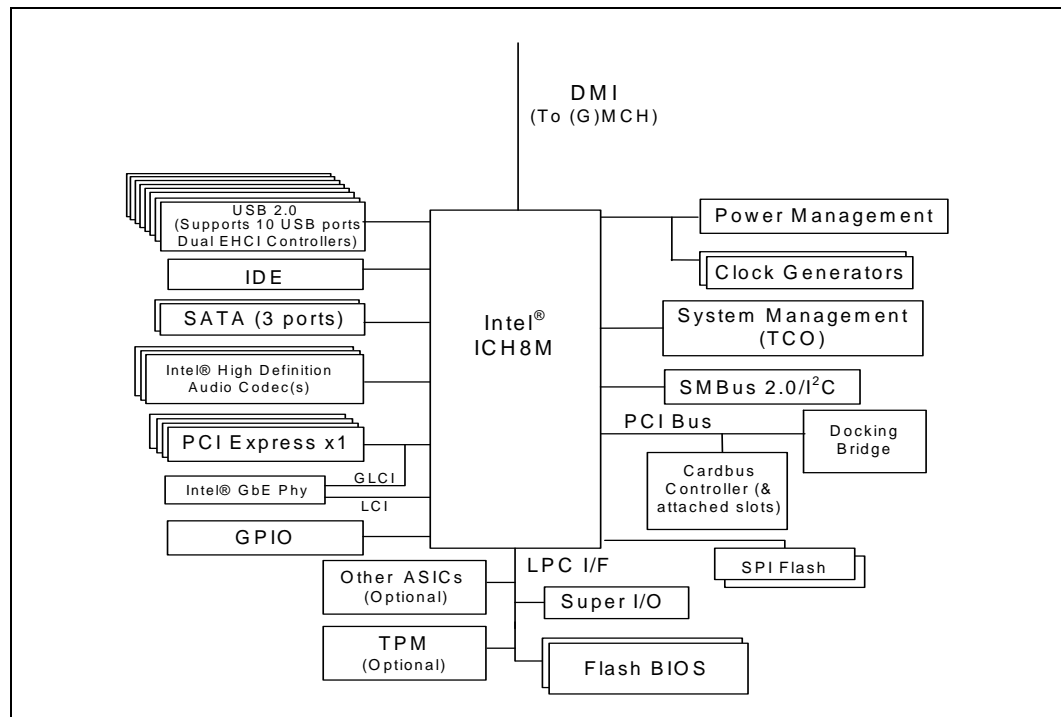 DMI
(To (G)MCH)
USB 2.0
(Supports 10 USB ports
Dual EHCI Controllers)
IDE
SATA (3 ports)
Intel® High Definition
Audio Codec(s)
PCI Express x1
GLCI
Intel® GbE Phy
LCI
GPIO
Intel®
ICH8M
Power Management
Clock Generators
System Management
(TCO)
SMBus 2.0/I²C
PCI Bus
Docking
Bridge
Cardbus
Controller (&
attached slots)
SPI Flash
LPC I/F
Other ASICs
(Optional)
Super I/O
TPM
(Optional)
Flash BIOS